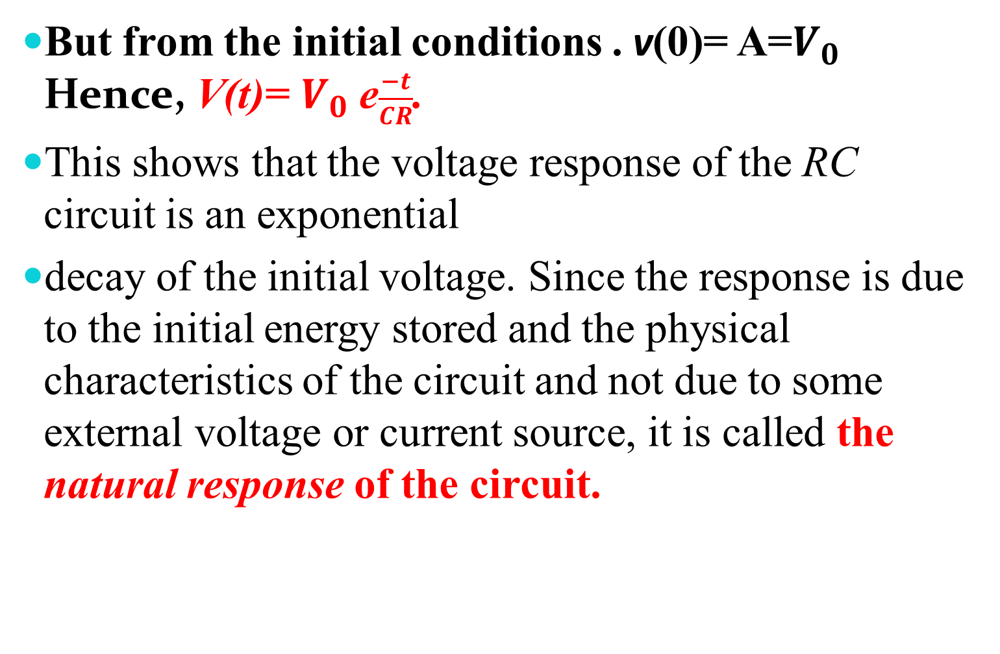 •But from the initial conditions . v(0)= A=V₀
Hence, V(t)= V₀ e^(−t/CR).
•This shows that the voltage response of the RC
circuit is an exponential
•decay of the initial voltage. Since the response is due
to the initial energy stored and the physical
characteristics of the circuit and not due to some
external voltage or current source, it is called the
natural response of the circuit.